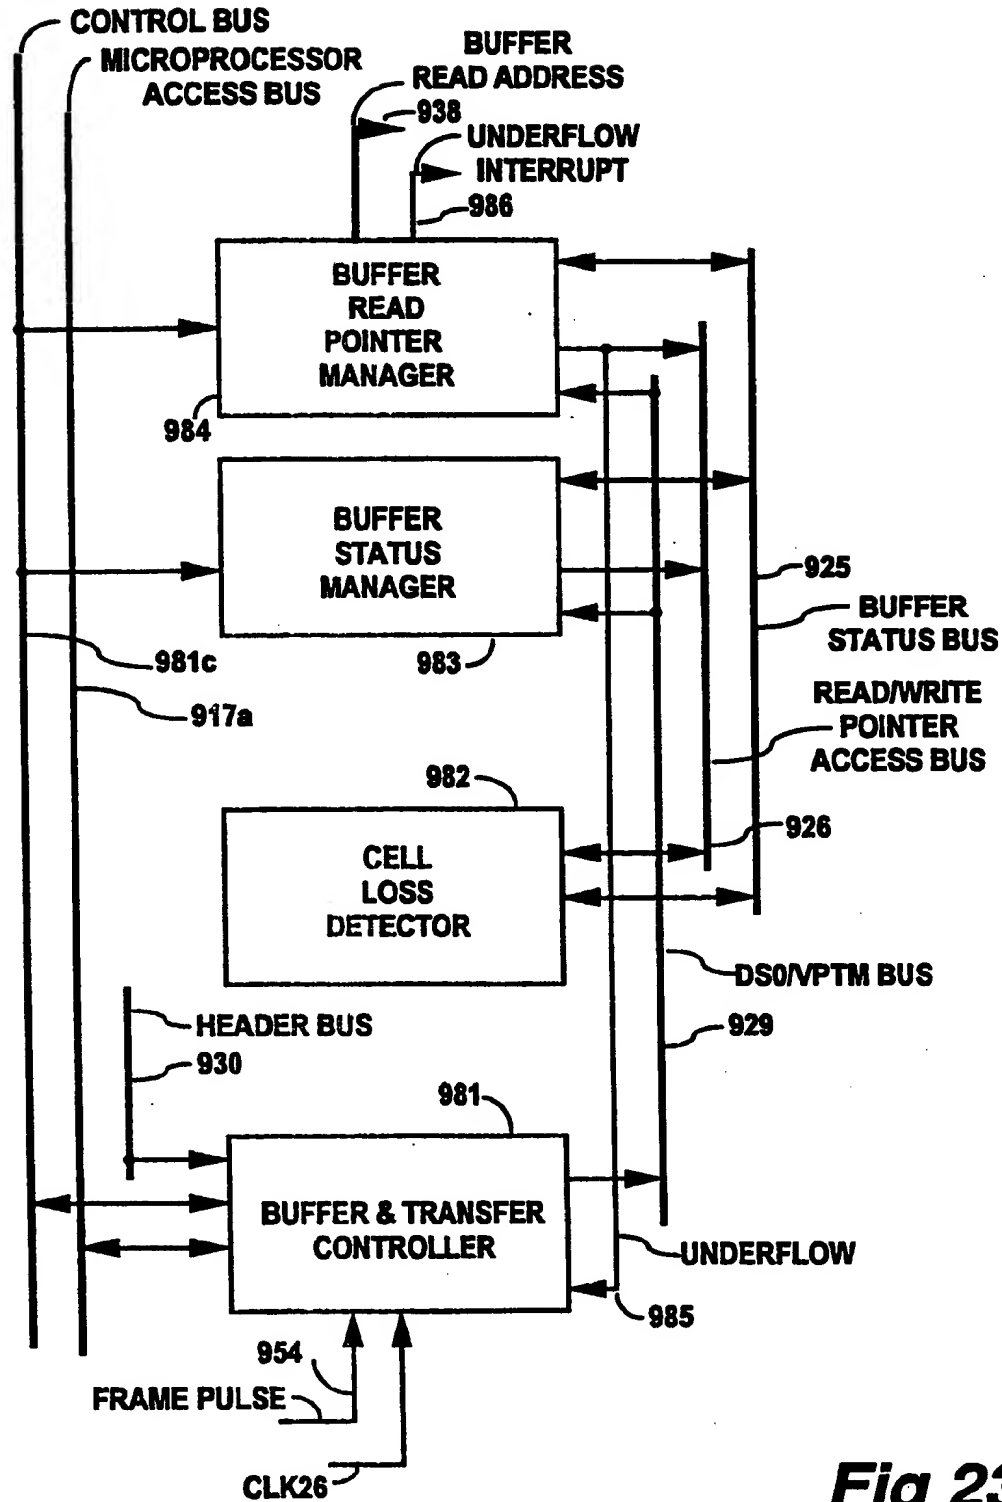 CONTROL BUS
MICROPROCESSOR
ACCESS BUS
BUFFER
READ ADDRESS
938
UNDERFLOW
INTERRUPT
986
BUFFER
READ
POINTER
MANAGER
984
BUFFER
STATUS
MANAGER
983
981c
917a
925
BUFFER
STATUS BUS
READ/WRITE
POINTER
ACCESS BUS
926
982
CELL
LOSS
DETECTOR
DS0/VPTM BUS
929
HEADER BUS
930
981
BUFFER & TRANSFER
CONTROLLER
UNDERFLOW
985
954
FRAME PULSE
CLK26
Fig 23